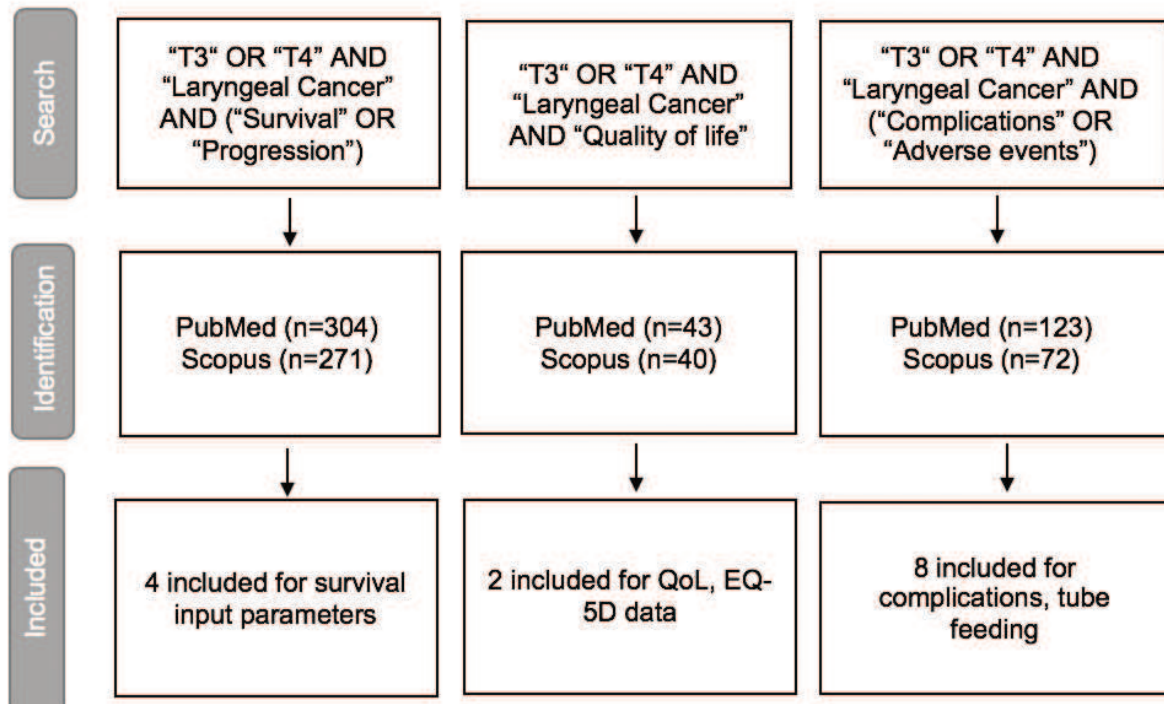 Search
“T3“ OR “T4” AND
“Laryngeal Cancer”
AND (“Survival” OR
“Progression”)
“T3“ OR “T4” AND
“Laryngeal Cancer”
AND “Quality of life”
“T3“ OR “T4” AND
“Laryngeal Cancer” AND
(“Complications” OR
“Adverse events”)
Identification
PubMed (n=304)
Scopus (n=271)
PubMed (n=43)
Scopus (n=40)
PubMed (n=123)
Scopus (n=72)
Included
4 included for survival
input parameters
2 included for QoL, EQ-
5D data
8 included for
complications, tube
feeding